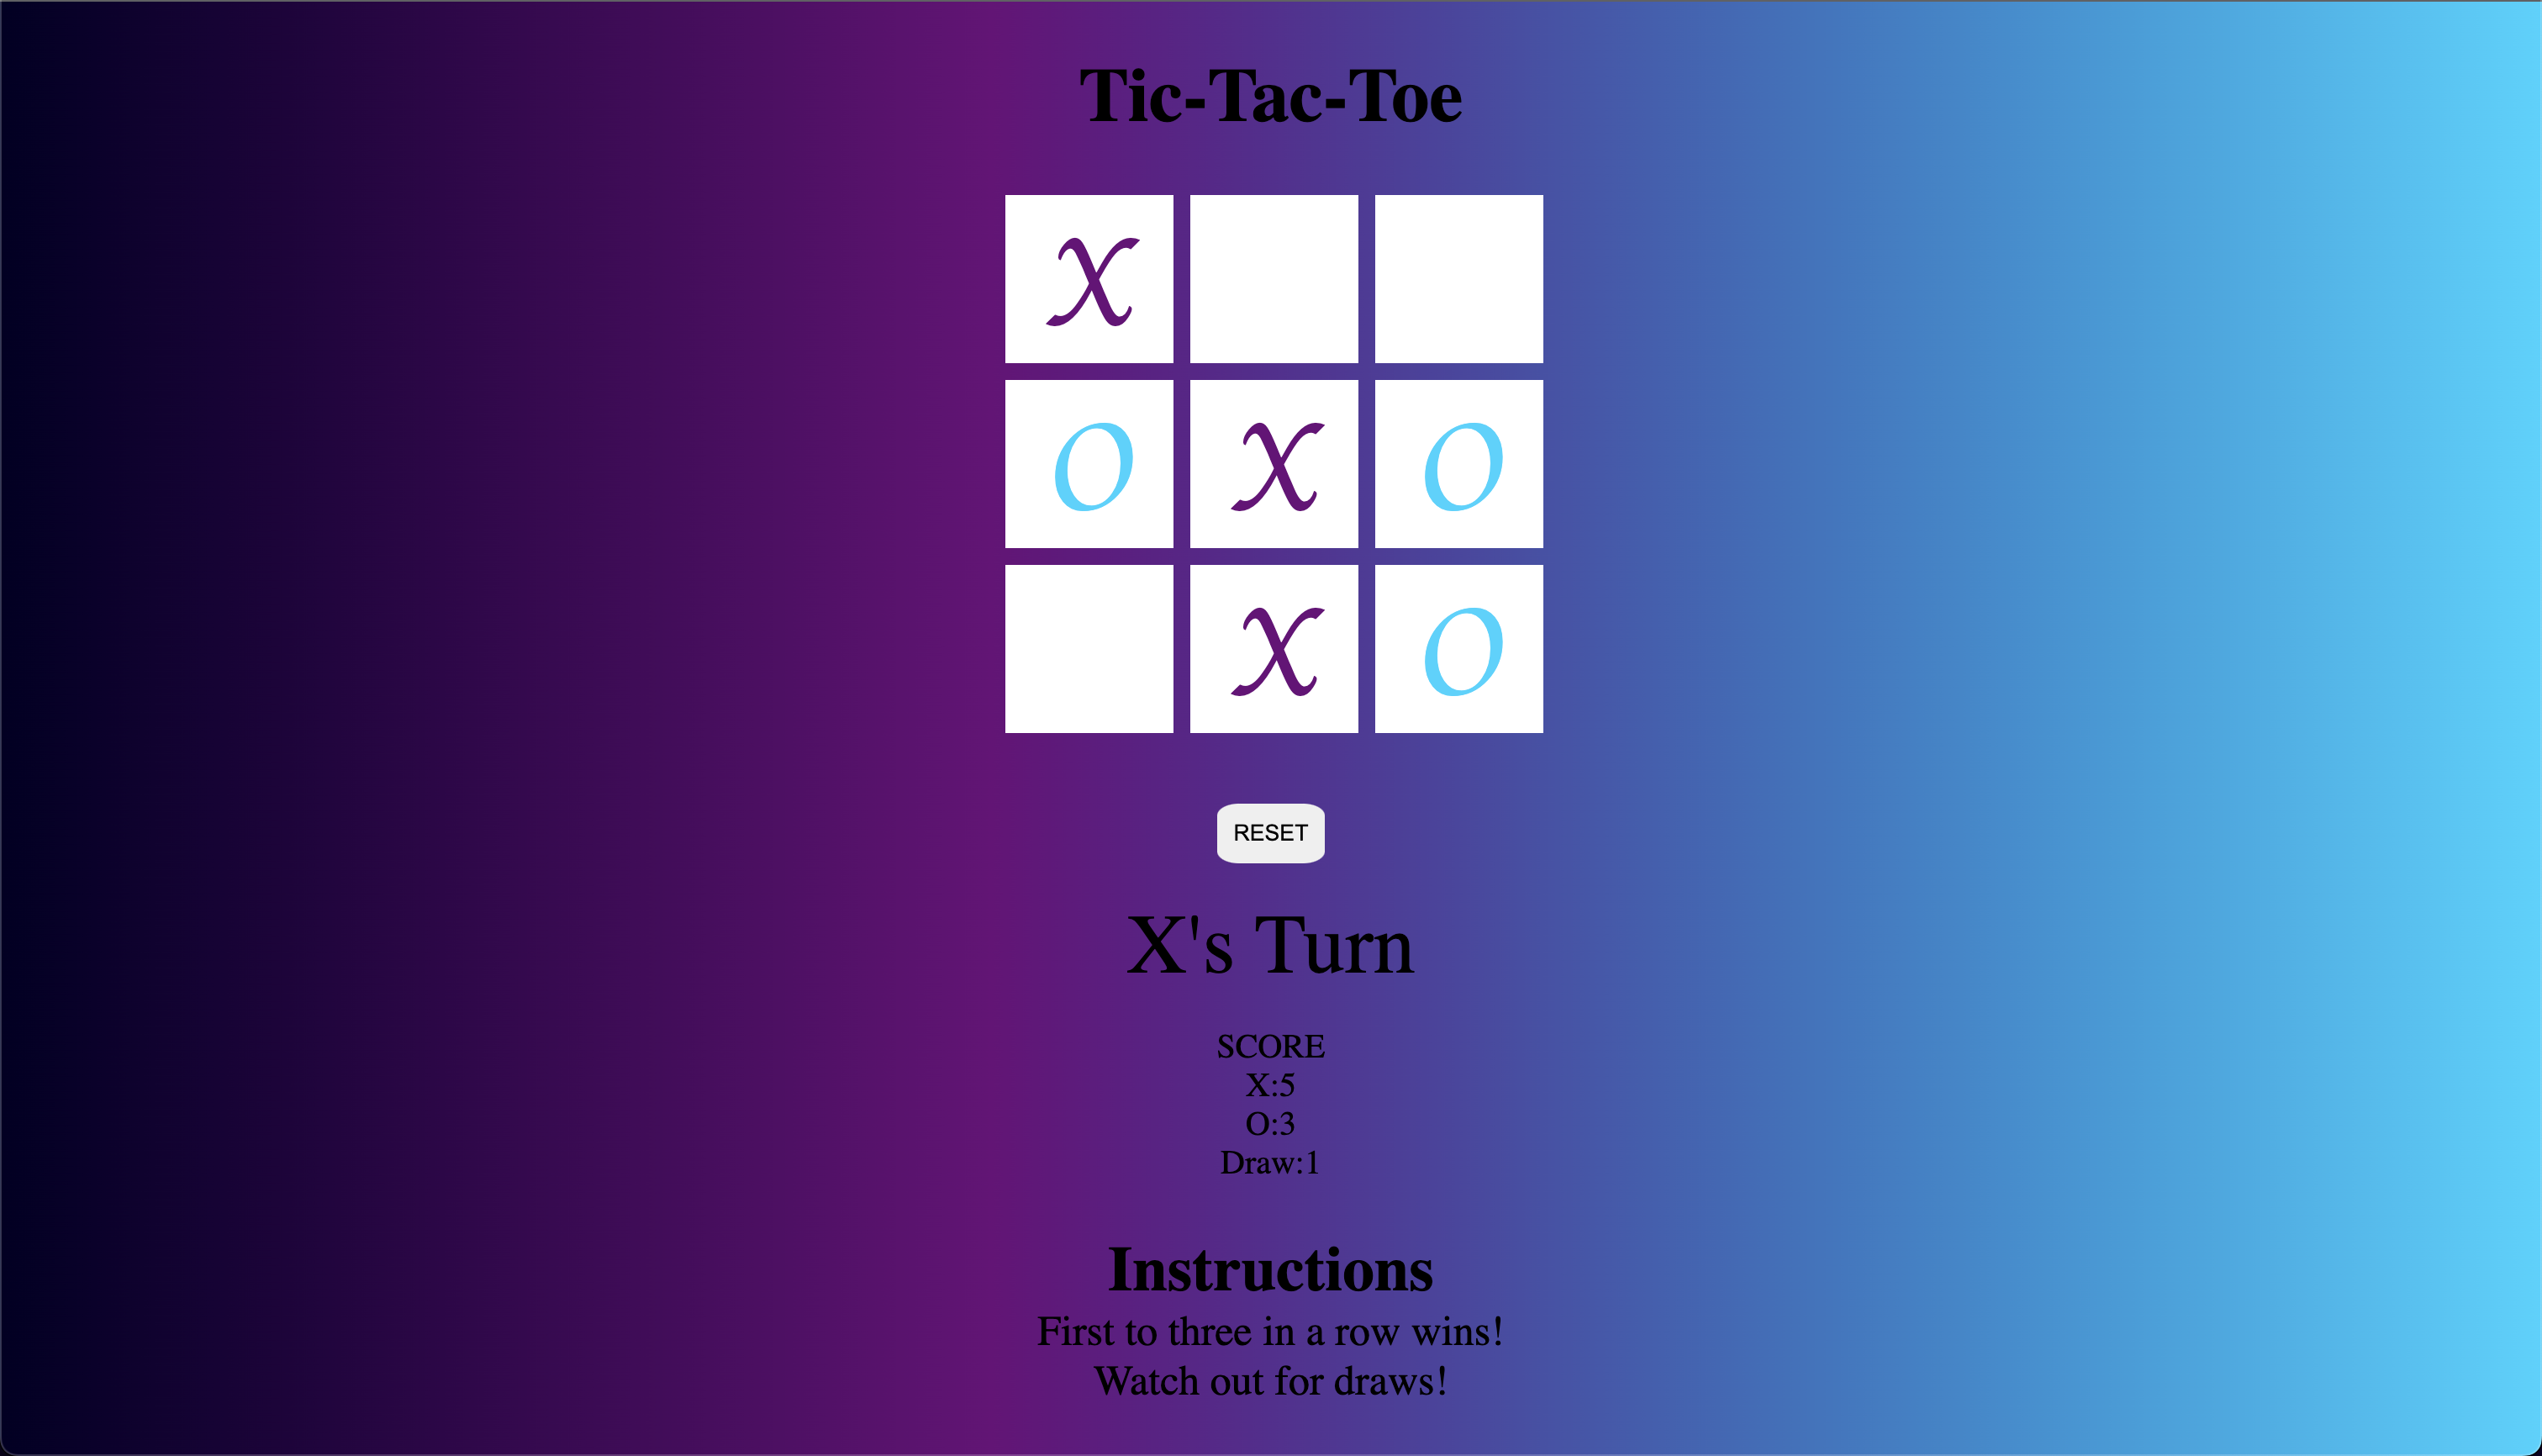 Tic-Tac-Toe
X
O X O
X O
RESET
X's Turn
SCORE
X:5
O:3
Draw:1
Instructions
First to three in a row wins!
Watch out for draws!